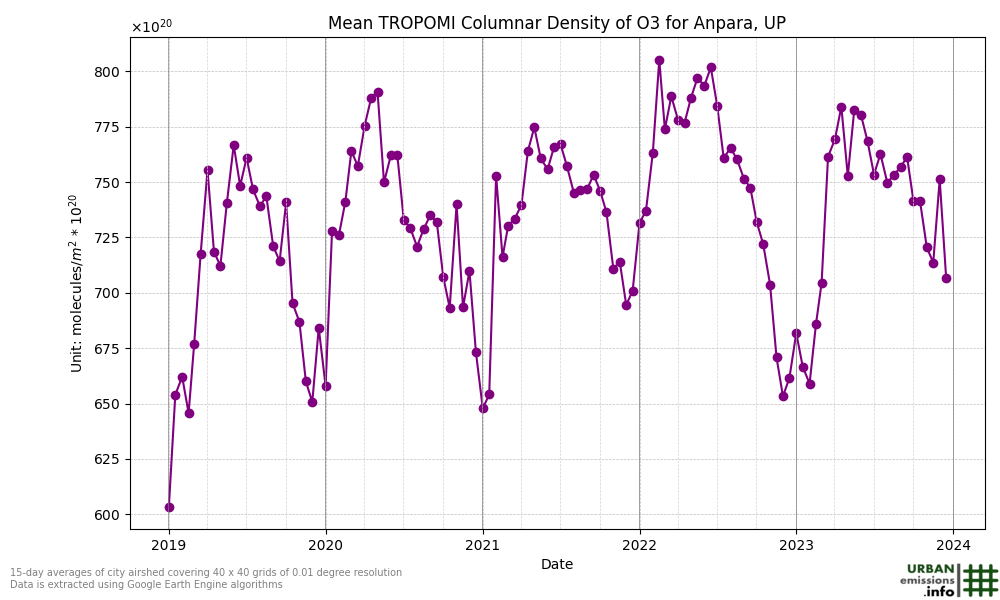 Mean TROPOMI Columnar Density of O3 for Anpara, UP
×10²⁰
800
775
750
725
700
675
650
625
600
Unit: molecules/m² * 10²⁰
2019
2020
2021
2022
2023
2024
Date
15-day averages of city airshed covering 40 x 40 grids of 0.01 degree resolution
Data is extracted using Google Earth Engine algorithms
URBAN
emissions
.info